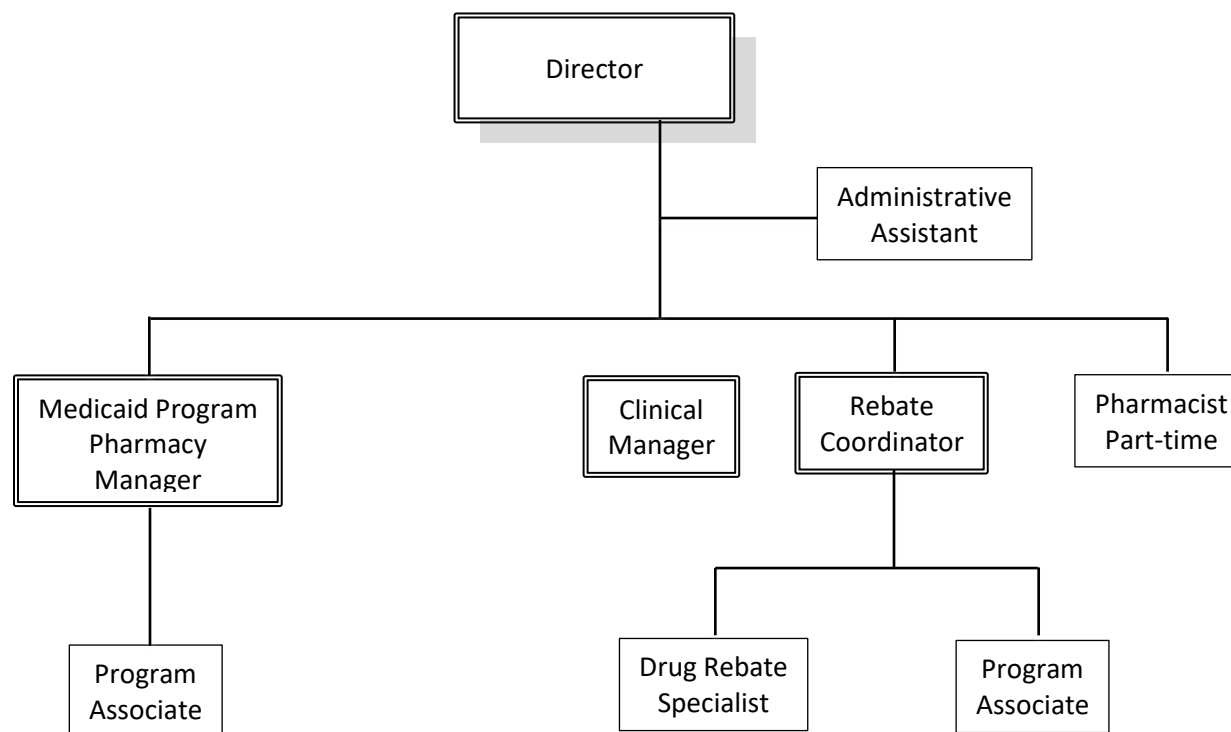 Director
Administrative
Assistant
Medicaid Program
Pharmacy
Manager
Clinical
Manager
Rebate
Coordinator
Pharmacist
Part-time
Program
Associate
Drug Rebate
Specialist
Program
Associate